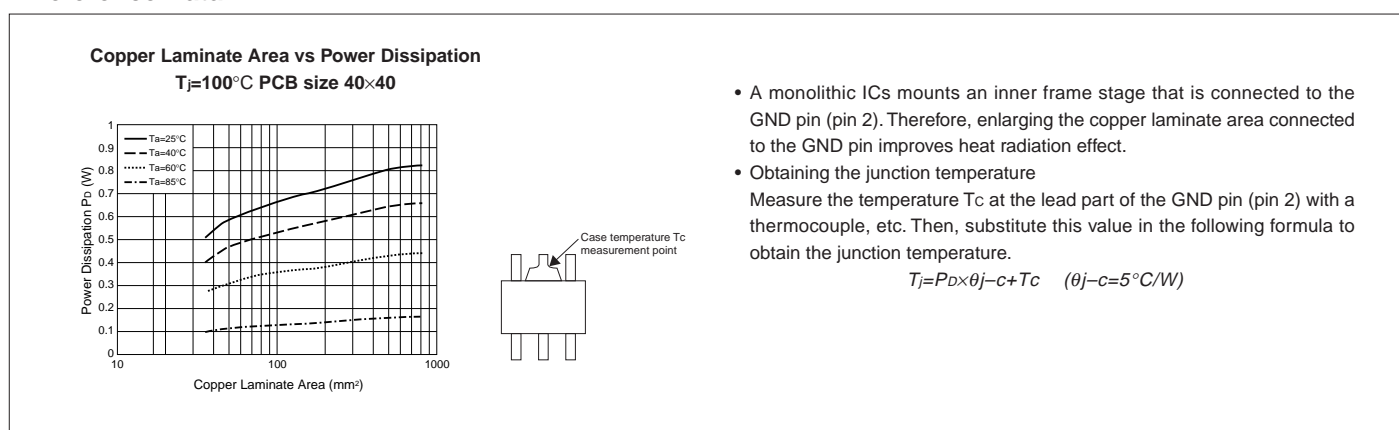 Copper Laminate Area vs Power Dissipation
Tj=100°C PCB size 40×40
1
0.9
0.8
0.7
0.6
0.5
0.4
0.3
0.2
0.1
0
Power Dissipation PD (W)
Ta=25°C
Ta=40°C
Ta=60°C
Ta=85°C
10
100
1000
Copper Laminate Area (mm²)
Case temperature Tc
measurement point
• A monolithic ICs mounts an inner frame stage that is connected to the
GND pin (pin 2). Therefore, enlarging the copper laminate area connected
to the GND pin improves heat radiation effect.
• Obtaining the junction temperature
Measure the temperature TC at the lead part of the GND pin (pin 2) with a
thermocouple, etc. Then, substitute this value in the following formula to
obtain the junction temperature.
Tj=PD×θj–c+Tc (θj–c=5°C/W)